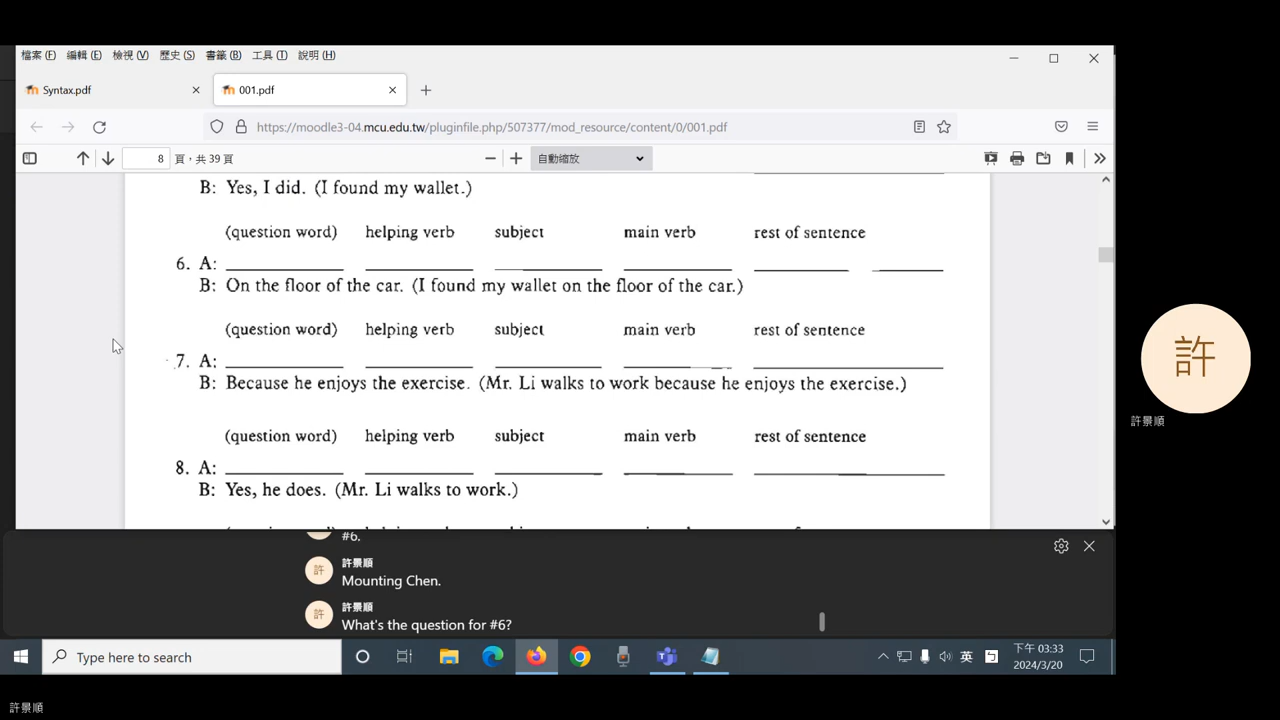 檔案(F) 編輯(E) 檢視(V) 歷史(S) 書籤(B) 工具(T) 說明(H)
Syntax.pdf 001.pdf
https://moodle3-04.mcu.edu.tw/pluginfile.php/507377/mod_resource/content/0/001.pdf
8 頁，共 39 頁 自動縮放
B: Yes, I did. (I found my wallet.)
(question word) helping verb subject main verb rest of sentence
6. A:
B: On the floor of the car. (I found my wallet on the floor of the car.)
(question word) helping verb subject main verb rest of sentence
7. A:
B: Because he enjoys the exercise. (Mr. Li walks to work because he enjoys the exercise.)
(question word) helping verb subject main verb rest of sentence
8. A:
B: Yes, he does. (Mr. Li walks to work.)
許
許景順
#6.
許 許景順
Mounting Chen.
許 許景順
What's the question for #6?
Type here to search
英
下午 03:33
2024/3/20
許景順